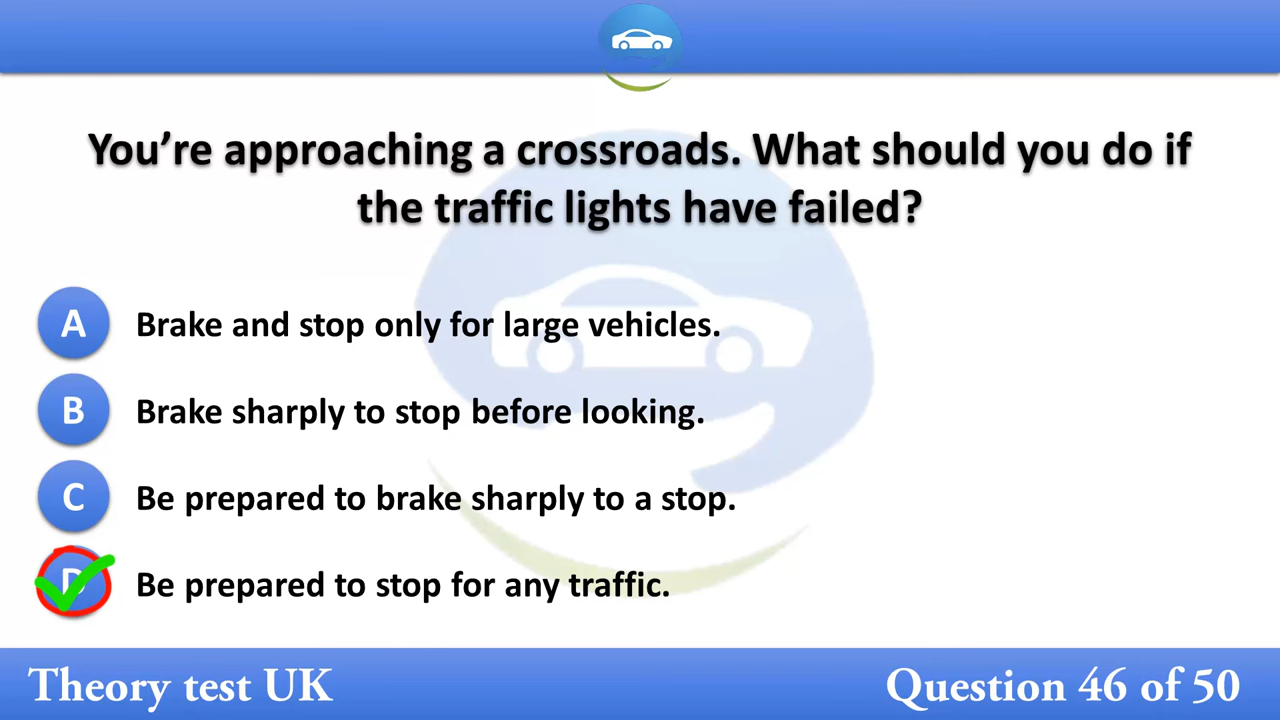 You’re approaching a crossroads. What should you do if
the traffic lights have failed?
A Brake and stop only for large vehicles.
B Brake sharply to stop before looking.
C Be prepared to brake sharply to a stop.
D Be prepared to stop for any traffic.
Theory test UK Question 46 of 50